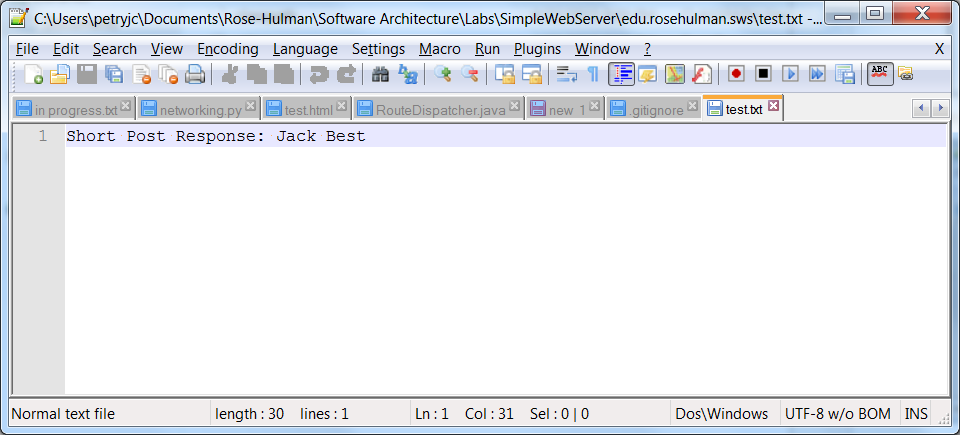 C:\Users\petryjc\Documents\Rose-Hulman\Software Architecture\Labs\SimpleWebServer\edu.rosehulman.sws\test.txt -...
File Edit Search View Encoding Language Settings Macro Run Plugins Window ? X
ABC
in progress.txt networking.py test.html RouteDispatcher.java new 1 .gitignore test.txt
1 Short Post Response: Jack Best
Normal text file length : 30 lines : 1 Ln : 1 Col : 31 Sel : 0 | 0 Dos\Windows UTF-8 w/o BOM INS